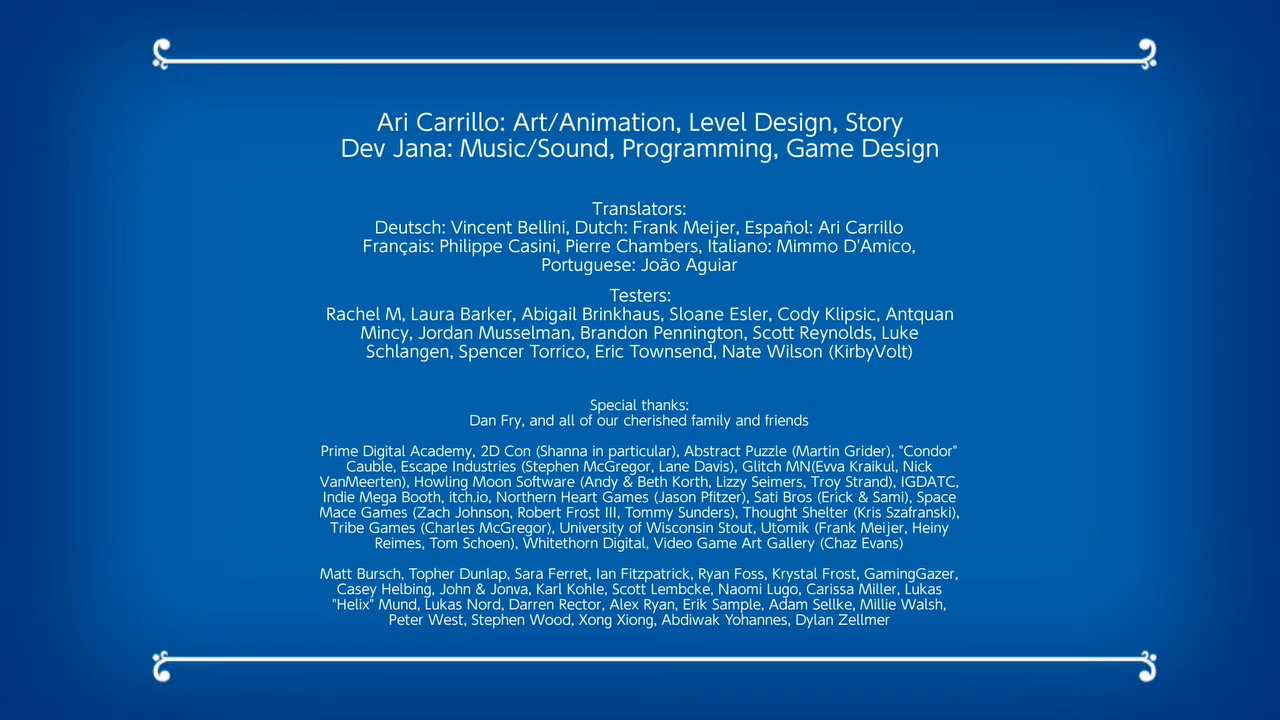 Ari Carrillo: Art/Animation, Level Design, Story
Dev Jana: Music/Sound, Programming, Game Design
Translators:
Deutsch: Vincent Bellini, Dutch: Frank Meijer, Español: Ari Carrillo
Français: Philippe Casini, Pierre Chambers, Italiano: Mimmo D'Amico,
Portuguese: João Aguiar
Testers:
Rachel M, Laura Barker, Abigail Brinkhaus, Sloane Esler, Cody Klipsic, Antquan
Mincy, Jordan Musselman, Brandon Pennington, Scott Reynolds, Luke
Schlangen, Spencer Torrico, Eric Townsend, Nate Wilson (KirbyVolt)
Special thanks:
Dan Fry, and all of our cherished family and friends
Prime Digital Academy, 2D Con (Shanna in particular), Abstract Puzzle (Martin Grider), "Condor"
Cauble, Escape Industries (Stephen McGregor, Lane Davis), Glitch MN(Evva Kraikul, Nick
VanMeerten), Howling Moon Software (Andy & Beth Korth, Lizzy Seimers, Troy Strand), IGDATC,
Indie Mega Booth, itch.io, Northern Heart Games (Jason Pfitzer), Sati Bros (Erick & Sami), Space
Mace Games (Zach Johnson, Robert Frost III, Tommy Sunders), Thought Shelter (Kris Szafranski),
Tribe Games (Charles McGregor), University of Wisconsin Stout, Utomik (Frank Meijer, Heiny
Reimes, Tom Schoen), Whitethorn Digital, Video Game Art Gallery (Chaz Evans)
Matt Bursch, Topher Dunlap, Sara Ferret, Ian Fitzpatrick, Ryan Foss, Krystal Frost, GamingGazer,
Casey Helbing, John & Jonva, Karl Kohle, Scott Lembcke, Naomi Lugo, Carissa Miller, Lukas
"Helix" Mund, Lukas Nord, Darren Rector, Alex Ryan, Erik Sample, Adam Sellke, Millie Walsh,
Peter West, Stephen Wood, Xong Xiong, Abdiwak Yohannes, Dylan Zellmer